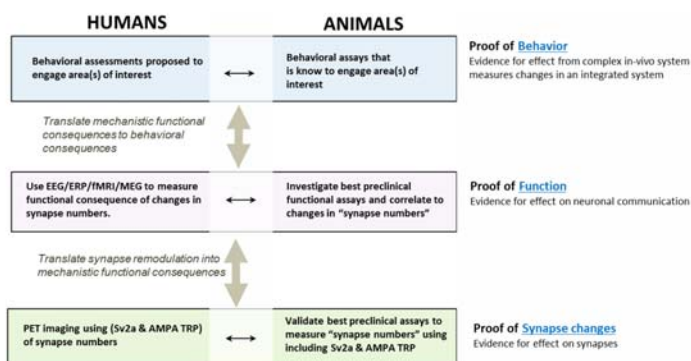 HUMANS
ANIMALS
Behavioral assessments proposed to
engage area(s) of interest
Behavioral assays that
is know to engage area(s) of
interest
Proof of Behavior
Evidence for effect from complex in-vivo system
measures changes in an integrated system
Translate mechanistic functional
consequences to behavioral
consequences
Use EEG/ERP/fMRI/MEG to measure
functional consequence of changes in
synapse numbers.
Investigate best preclinical
functional assays and correlate to
changes in “synapse numbers”
Proof of Function
Evidence for effect on neuronal communication
Translate synapse remodulation into
mechanistic functional consequences
PET imaging using (Sv2a & AMPA TRP)
of synapse numbers
Validate best preclinical assays to
measure “synapse numbers” using
including Sv2a & AMPA TRP
Proof of Synapse changes
Evidence for effect on synapses